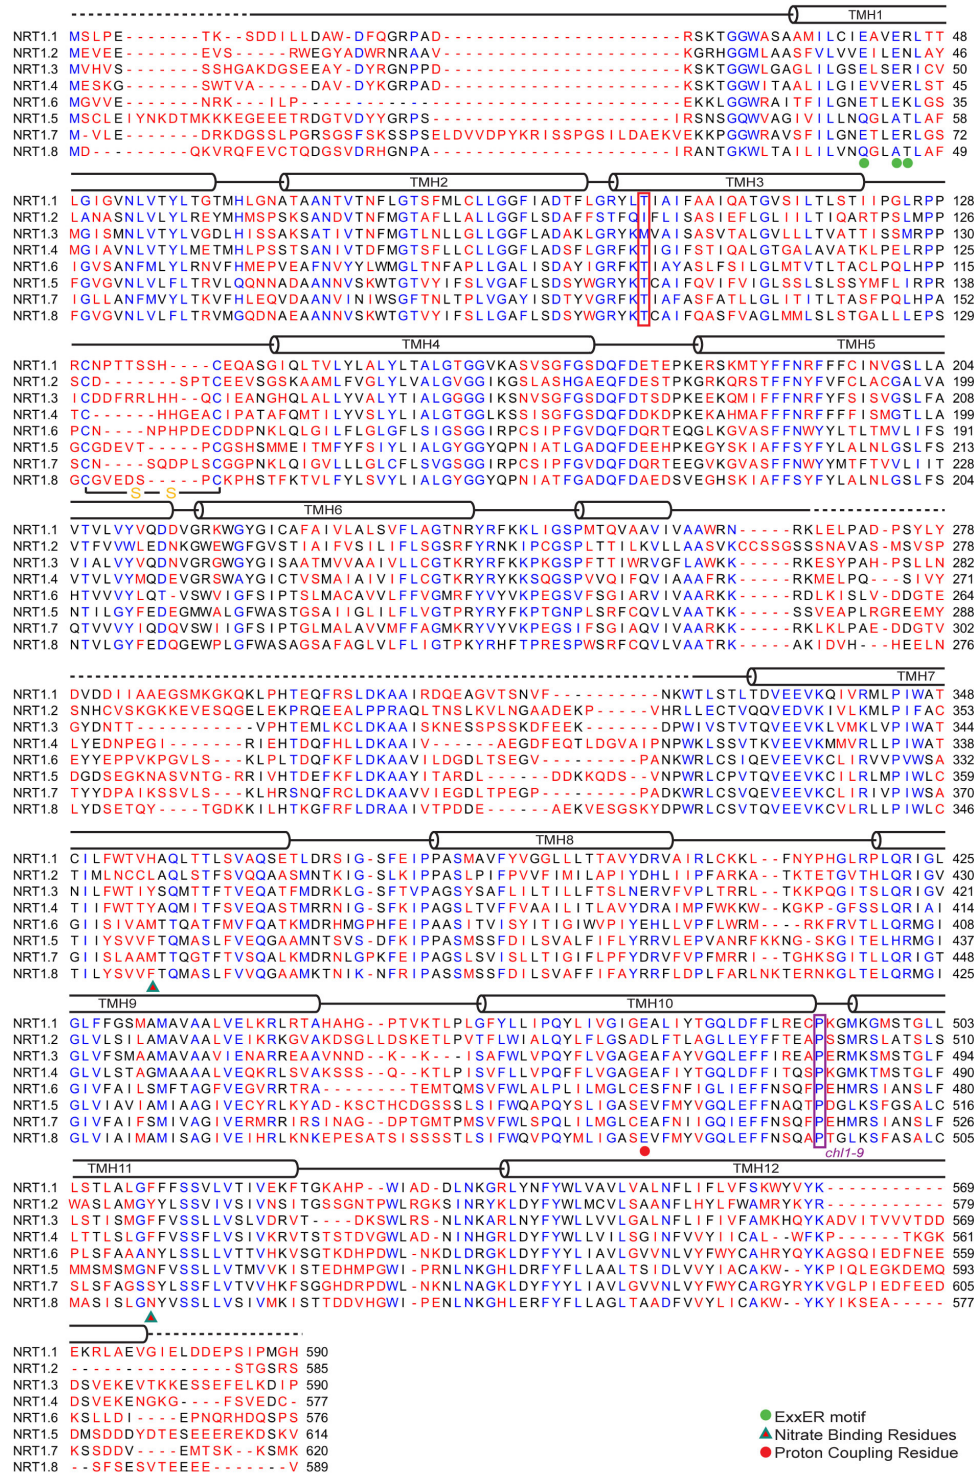 TMH1
NRT1.1 MSLPE--------TK--SDDILLDAW-DFQGRPAD-----------------------RSKTGGWASAAMILCIEAVERLTT 48
NRT1.2 MEVEE--------EVS----RWEGYADWRNRAAV-----------------------KGRHGGMLAASFVLVVEILENLAY 46
NRT1.3 MVHVS-------SSHGAKDGSEEAY-DYRGNPPD-----------------------KSKTGGWLGAGLILGSELSERICV 50
NRT1.4 MESKG-------SWTVA----DAVDYKGRPAD-----------------------KSKTGGWITAALILGIEVVERLST 45
NRT1.6 MGVVE-------NRK---ILP-----------------------EKKLGGWRAITFILGNETLEKLGS 35
NRT1.5 MSCLEIYNKDTMKKKEGEEETRDGTVDYYGRPS-----------------------IRSNSGQWVAGIVILLNQGLATLAF 58
NRT1.7 M-VLE----DRKDGSSLPGRSGSFSKSSPSELDVVDPYKRISSPGSILDAEKVEKKPGGWRAVSFILGNETLERLGS 72
NRT1.8 MD-----QKVRQFEVCTQDGSVDRHGNPA-----------------------IRANTGKWLTAILILVNQGLATLAF 49
TMH2 TMH3
NRT1.1 LGIGVNLVTYLTGTMHLGNATAANTVTNFLGTSFMLCLLGGFIADTFLGRYLTIAIFAAIQATGVSILTLSTIIPGLRPP 128
NRT1.2 LANASNLVLYLREYMHMSPSKSANDVTNFMGTAFLLALLGGFLSDAFFSTFQIFLISASIEFLGLIILTIQARTPSLMPP 126
NRT1.3 MGISMNLVTYLVGDLHISSAKSATIVTNFMGTLNLLGLLGGFLADAKLGRYKMVAISASVTALGVLLLTVATTISSMRPP 130
NRT1.4 MGIAVNLVTYLMETMHLPSSTSANIVTDFMGTSFLLCLLGGFLADSFLGRFKTIGIFSTIQALGTGALAVATKLPELRPP 125
NRT1.6 IGVSANFMLYLRNVFHMEPVEAFNVYYLWMGLTNFAPLLGALISDAYIGRFKTIAYASLFSILGLMTVTLTACLPQLHPP 115
NRT1.5 FGVGVNLVLFLTRVLQQNNADAANNVSKWTGTVYIFSLVGAFLSDSYWGRYKTCAIFQVIFVIGLSSLSLSSYMFLIRPR 138
NRT1.7 IGLLANFMVYLTKVFHLEQVDAANVINIWSGFTNLTPLVGAYISDTYVGRFKTIAFASFATLLGLITITLTASFPQLHPA 152
NRT1.8 FGVGVNLVLFLTRVMGQDNAEAANNVSKWTGTVYIFSLLGAFLSDSYWGRYKTCAIFQASFVAGLMMLSLSTGALLLEPS 129
TMH4 TMH5
NRT1.1 RCNPTTSSH----CEQASGIQLTVLYLALYLTALGTGGVKASVSGFGSDQFDETEPKERSKMTYFFNRFFFCINVGSLLA 204
NRT1.2 SCD------SPTCEEVSGSKAAMLFVGLYLVALGVGGIKGSLASHGAEQFDESTPKGRKQRSTFFNYFVFCLACGALVA 199
NRT1.3 ICDDFRRLHH--QCIEANGHQLALLYVALYTIALGGGGIKSNVSGFGSDQFDTSDPKEEKQMIFFFNRFYFSISVGSLFA 208
NRT1.4 TC-------HHGEACIPATAFQMTILYVSLYLIALGTGGLKSSISGFGSDQFDDKDPKEKAHMAFFFNRFFFFISMGTLLA 199
NRT1.6 PCN----NPHPDECDDPNKLQLGILFLGLGFLSIGSGGIRPCSIPFGVDQFDQRTEQGLKGVASFFNWYYLTLTMVLIFS 191
NRT1.5 GCGDEVT-----PCGSHSMMEITMFYFSIYLIALGYGGYQPNIATLGADQFDEEHPKEGYSKIAFFSYFYLALNLGSLFS 213
NRT1.7 SCN----SQDPLSCGGPNKLQIGVLLLGLCFLSVGSGGIRPCSIPFGVDQFDQRTEEGVKGVASFFNWYYMTFTVVLIIT 228
NRT1.8 GCGVEDS-----PCKPHSTFKTVLFYLSIYLIALGYGGYQPNIATFGADQFDAEDSVEGHSKIAFFSYFYLALNLGSLFS 204
S S
TMH6
NRT1.1 VTVLVYVQDDVGRKWGYGICAFAIVLALSVFLAGTNRYRFKKLIGSPMTQVAAVIVAAWRN-----RKLELPAD-PSYLY 278
NRT1.2 VTFVVWLEDNKGWEWGFGVSTIAIFVSILIFLSGSRFYRNKIPCGSPLTTILKVLLAASVKCCSSGSSSNAVAS-MSVSP 278
NRT1.3 VIALVYVQDNVGRGWGYGISAATMVVAAIVLLCGTKRYRFKKPKGSPFTTIWRVGFLAWKK-----RKESYPAH-PSLLN 282
NRT1.4 VTVLVYMQDEVGRSWAYGICTVSMAIAIVIFLCGTKRYRYKKSQGSPVVQIFQVIAAAFRK-----RKMELPQ--SIVY 271
NRT1.6 HTVVVYLQT-VSWVIGFSIPTSLMACAVVLFFVGMRFYVYVKPEGSVFSGIARVIVAARKK-----RDLKISLV-DDGTE 264
NRT1.5 NTILGYFEDEGMWALGFWASTGSAIIGLILFLVGTPRYRYFKPTGNPLSRFCQVLVAATKK-----SSVEAPLRGREEMY 288
NRT1.7 QTVVVYIQDQVSWIIGFSIPTGLMALAVVMFFAGMKRYVYVKPEGSIFSGIAQVIVAARKK-----RKLKLPAE-DDGTV 302
NRT1.8 NTVLGYFEDQGEWPLGFWASAGSAFAGLVLFLIGTPKYRHFTPRESPWSRFCQVLVAATRK-----AKIDVH--HEELN 276
TMH7
NRT1.1 DVDDIIAAEGSMKGKQKLPHTEQFRSLDKAAIRDQEAGVTSNVF----------NKWTLSTLTDVEEVKQIVRMLPIWAT 348
NRT1.2 SNHCVSKGKKEVESQGELEKPRQEEALPPRAQLTNSLKVLNGAADEKP-----VHRLLECTVQQVEDVKIVLKMLPIFAC 353
NRT1.3 GYDNTT----------VPHTEMLKCLDKAAISKNESSPSSKDFEEK------DPWIVSTVTQVEEVKLVMKLVPIWAT 344
NRT1.4 LYEDNPEGI-------RIEHTDQFHLLDKAAIV------AEGDFEQTLDGVAIPNPWKLSSVTKVEEVKMMVRLLPIWAT 338
NRT1.6 EYYEPPVKPGVLS---KLPLTDQFKFLDKAAVILDGDLTSEGV------VPANKWRLCSIQEVEEVKCLIRVVPVWSA 332
NRT1.5 DGDSEGKNASVNTG-RRIVHTDEFKFLDKAAYITARDL-----DDKKQDS--VNPWRLCPVTQVEEVKCILRLMPIWLC 359
NRT1.7 TYYDPAIKSSVLS---KLHRSNQFRCLDKAAVVIEGDLTPEGP------PADKWRLCSVQEVEEVKCLIRIVPIWSA 370
NRT1.8 LYDSETQY-----TGDKKILHTKGFRFLDRAAIVTPDDE------AEKVESGSKYDPWRLCSVTQVEEVKCVLRLLPIWLC 346
TMH8
NRT1.1 CILFWTVHAQLTTLSVAQSETLDRSIG-SFEIPPASMAVFYVGGLLLTTAVYDRVAIRLCKKL--FNYPHGLRPLQRIGL 425
NRT1.2 TIMLNCCLAQLSTFSVQQAASMNTKIG-SLKIPPASLPIFPVVFIMILAPIYDHLIIPFARKA--TKTETGVTHLQRIGV 430
NRT1.3 NILFWTIYSQMTTFTVEQATFMDRKLG-SFTVPAGSYSAFLILTILLFTSLNERVFVPLTRRL--TKKPQGITSLQRIGV 421
NRT1.4 TIIFWTTYAQMITFSVEQASTMRRNIG-SFKIPAGSLTVFFVAAILITLAVYDRAIMPFWKKW--KGKP-GFSSLQRIAI 414
NRT1.6 GIISIVAMTTQATFMVFQATKMDRHMGPHFEIPAASITVISYITIGIWVPIYEHLLVPFLWRM----RKFRVTLLQRMGI 408
NRT1.5 TIIYSVVFTQMASLFVEQGAAMNTSVS-DFKIPPASMSSFDILSVALFIFLYRRVLEPVANRFKKNG-SKGITELHRMGI 437
NRT1.7 GIISLAAMTTQGTFTVSQALKMDRNLGPKFEIPAGSLSVISLLTIGIFLPFYDRVFVPFMRRI--TGHKSGITLLQRIGT 448
NRT1.8 TILYSVVFTQMASLFVVQGAAMKTNIK-NFRIPASSMSSFDILSVAFFIFAYRRFLDPLFARLNKTERNKGLTELQRMGI 425
TMH9 TMH10
NRT1.1 GLFFGSMAMAVAALVELKRLRTAHAHG--PTVKTLPLGFYLLIPQYLIVGIGEALIYTGQLDFFLRECPKGMKGMSTGLL 503
NRT1.2 GLVLSILAMAVAALVEIKRKGVAKDSGLLDSKETLPVTFLWIALQYLFLGSADLFTLAGLLEYFFTEAPSSMRSLATSLS 510
NRT1.3 GLVFSMAAMAVAAVIENARREAAVNND--K---KISAFWLVPQYFLVGAGEAFAYVGQLEFFIREAPERMKSMSTGLF 493
NRT1.4 GLVLSTAGMAAAALVEQKRLSVAKSS---QKTLPISVFLLVPQFFLVGAGEAFIYTGQLDFFITQSPKGMKTMSTGLF 490
NRT1.6 GIVFAILSMFTAGFVEGVRRTRA--------TEMTQMSVFWLALPLILMGLCESFNFIGLIEFFNSQFPEHMRSIANSLF 480
NRT1.5 GLVIAVIAMIAAGIVECYRLKYAD-KSCTHCDGSSSLSIFWQAPQYSLIGASEVFMYVGQLEFFNAQTPDGLKSFGSALC 516
NRT1.7 GIVFAIFSMIVAGIVERMRRIRSINAG--DPTGMTPMSVFWLSPQLILMGLCEAFNIIGQIEFFNSQFPEHMRSIANSLF 526
NRT1.8 GLVIAIMAMISAGIVEIHRLKNKEPESATSISSSSTLSIFWQVPQYMLIGASEVFMYVGQLEFFNSQAPTGLKSFASALC 505
chl1-9
TMH11 TMH12
NRT1.1 LSTLALGFFFSSVLVTIVEKFTGKAHP--WIAD-DLNKGRLYNFYWLVAVLVALNFLIFLVFSKWYVYK----------- 569
NRT1.2 WASLAMGYYLSSVIVSIVNSITGSSGNTPWLRGKSINRYKLDYFYWLMCVLSAANFLHYLFWAMRYKY----------- 579
NRT1.3 LSTISMGFFVSSLLVSLVDRVT----DKSWLRS-NLNKARLNYFYWLLVVLGALNFLIFIVFAMKHQYKADVITVVVTDD 569
NRT1.4 LTTLSLGFFVSSFLVSIVKRVTSTSTDVGWLAD-NINHGRLDYFYWLLVILSGINFVVYIICAL--WFKP------TKGK 561
NRT1.6 PLSFAAANYLSSLLVTTVHKVSGTKDHPDWL-NKDLDRGKLDYFYYLIAVLGVVNLVYFWYCAHRYQYKAGSQIEDFNEE 559
NRT1.5 MMSMSMGNFVSSLLVTMVVKISTEDHMPGWI-PRNLNKGHLDRFYFLLAALTSIDLVVYIACAKW--YKPIQLEGKDEMQ 593
NRT1.7 SLSFAGSSYLSSFLVTVVHKFSGGHDRPDWL-NKNLNAGKLDYFYYLIAVLGVVNLVYFWYCARGYRYKVGLPIEDFEED 605
NRT1.8 MASISLGNYVSSLLVSIVMKISTTDDVHGWI-PENLNKGHLERFYFLLAGLTAADFVVYLICAKW--YKYIKSEA----- 577
NRT1.1 EKRLAEVGIELDDEPSIPMGH 590
NRT1.2 ---------------STGSRS 585
NRT1.3 DSVEKEVTKKESSEFELKDIP 590
NRT1.4 DSVEKENGKG----FSVEDC- 577
NRT1.6 KSLLDI----EPNQRHDQSPS 576
NRT1.5 DMSDDDYDTESEEEREKDSKV 614
NRT1.7 KSSDDV----EMTSK--KSMK 620
NRT1.8 --SFSESVTEEEE-------V 589
ExxER motif
Nitrate Binding Residues
Proton Coupling Residue